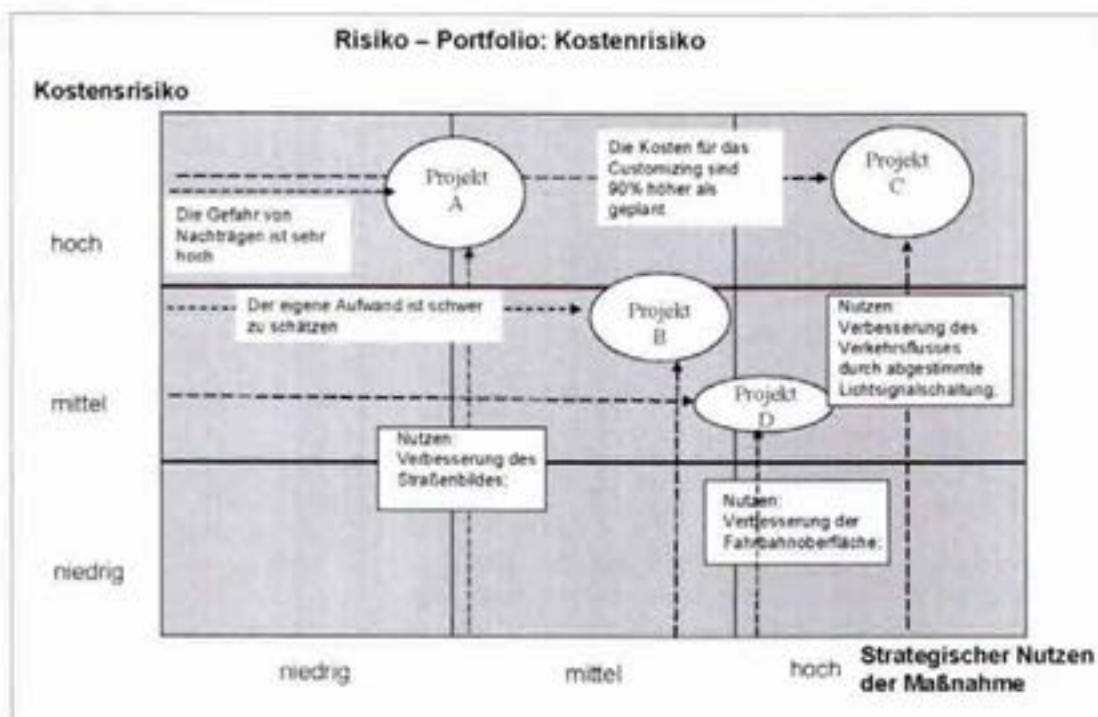 Risiko – Portfolio: Kostenrisiko
Kostensrisiko
Projekt
A
Die Kosten für das
Customizing sind
90% höher als
geplant
Projekt
C
Die Gefahr von
Nachträgen ist sehr
hoch
hoch
Der eigene Aufwand ist schwer
zu schätzen
Projekt
B
Nutzen:
Verbesserung des
Verkehrsflusses
durch abgestimmte
Lichtsignalschaltung;
mittel
Projekt
D
Nutzen:
Verbesserung des
Straßenbildes;
Nutzen:
Verbesserung der
Fahrbahnoberfläche;
niedrig
niedrig
mittel
hoch
Strategischer Nutzen
der Maßnahme